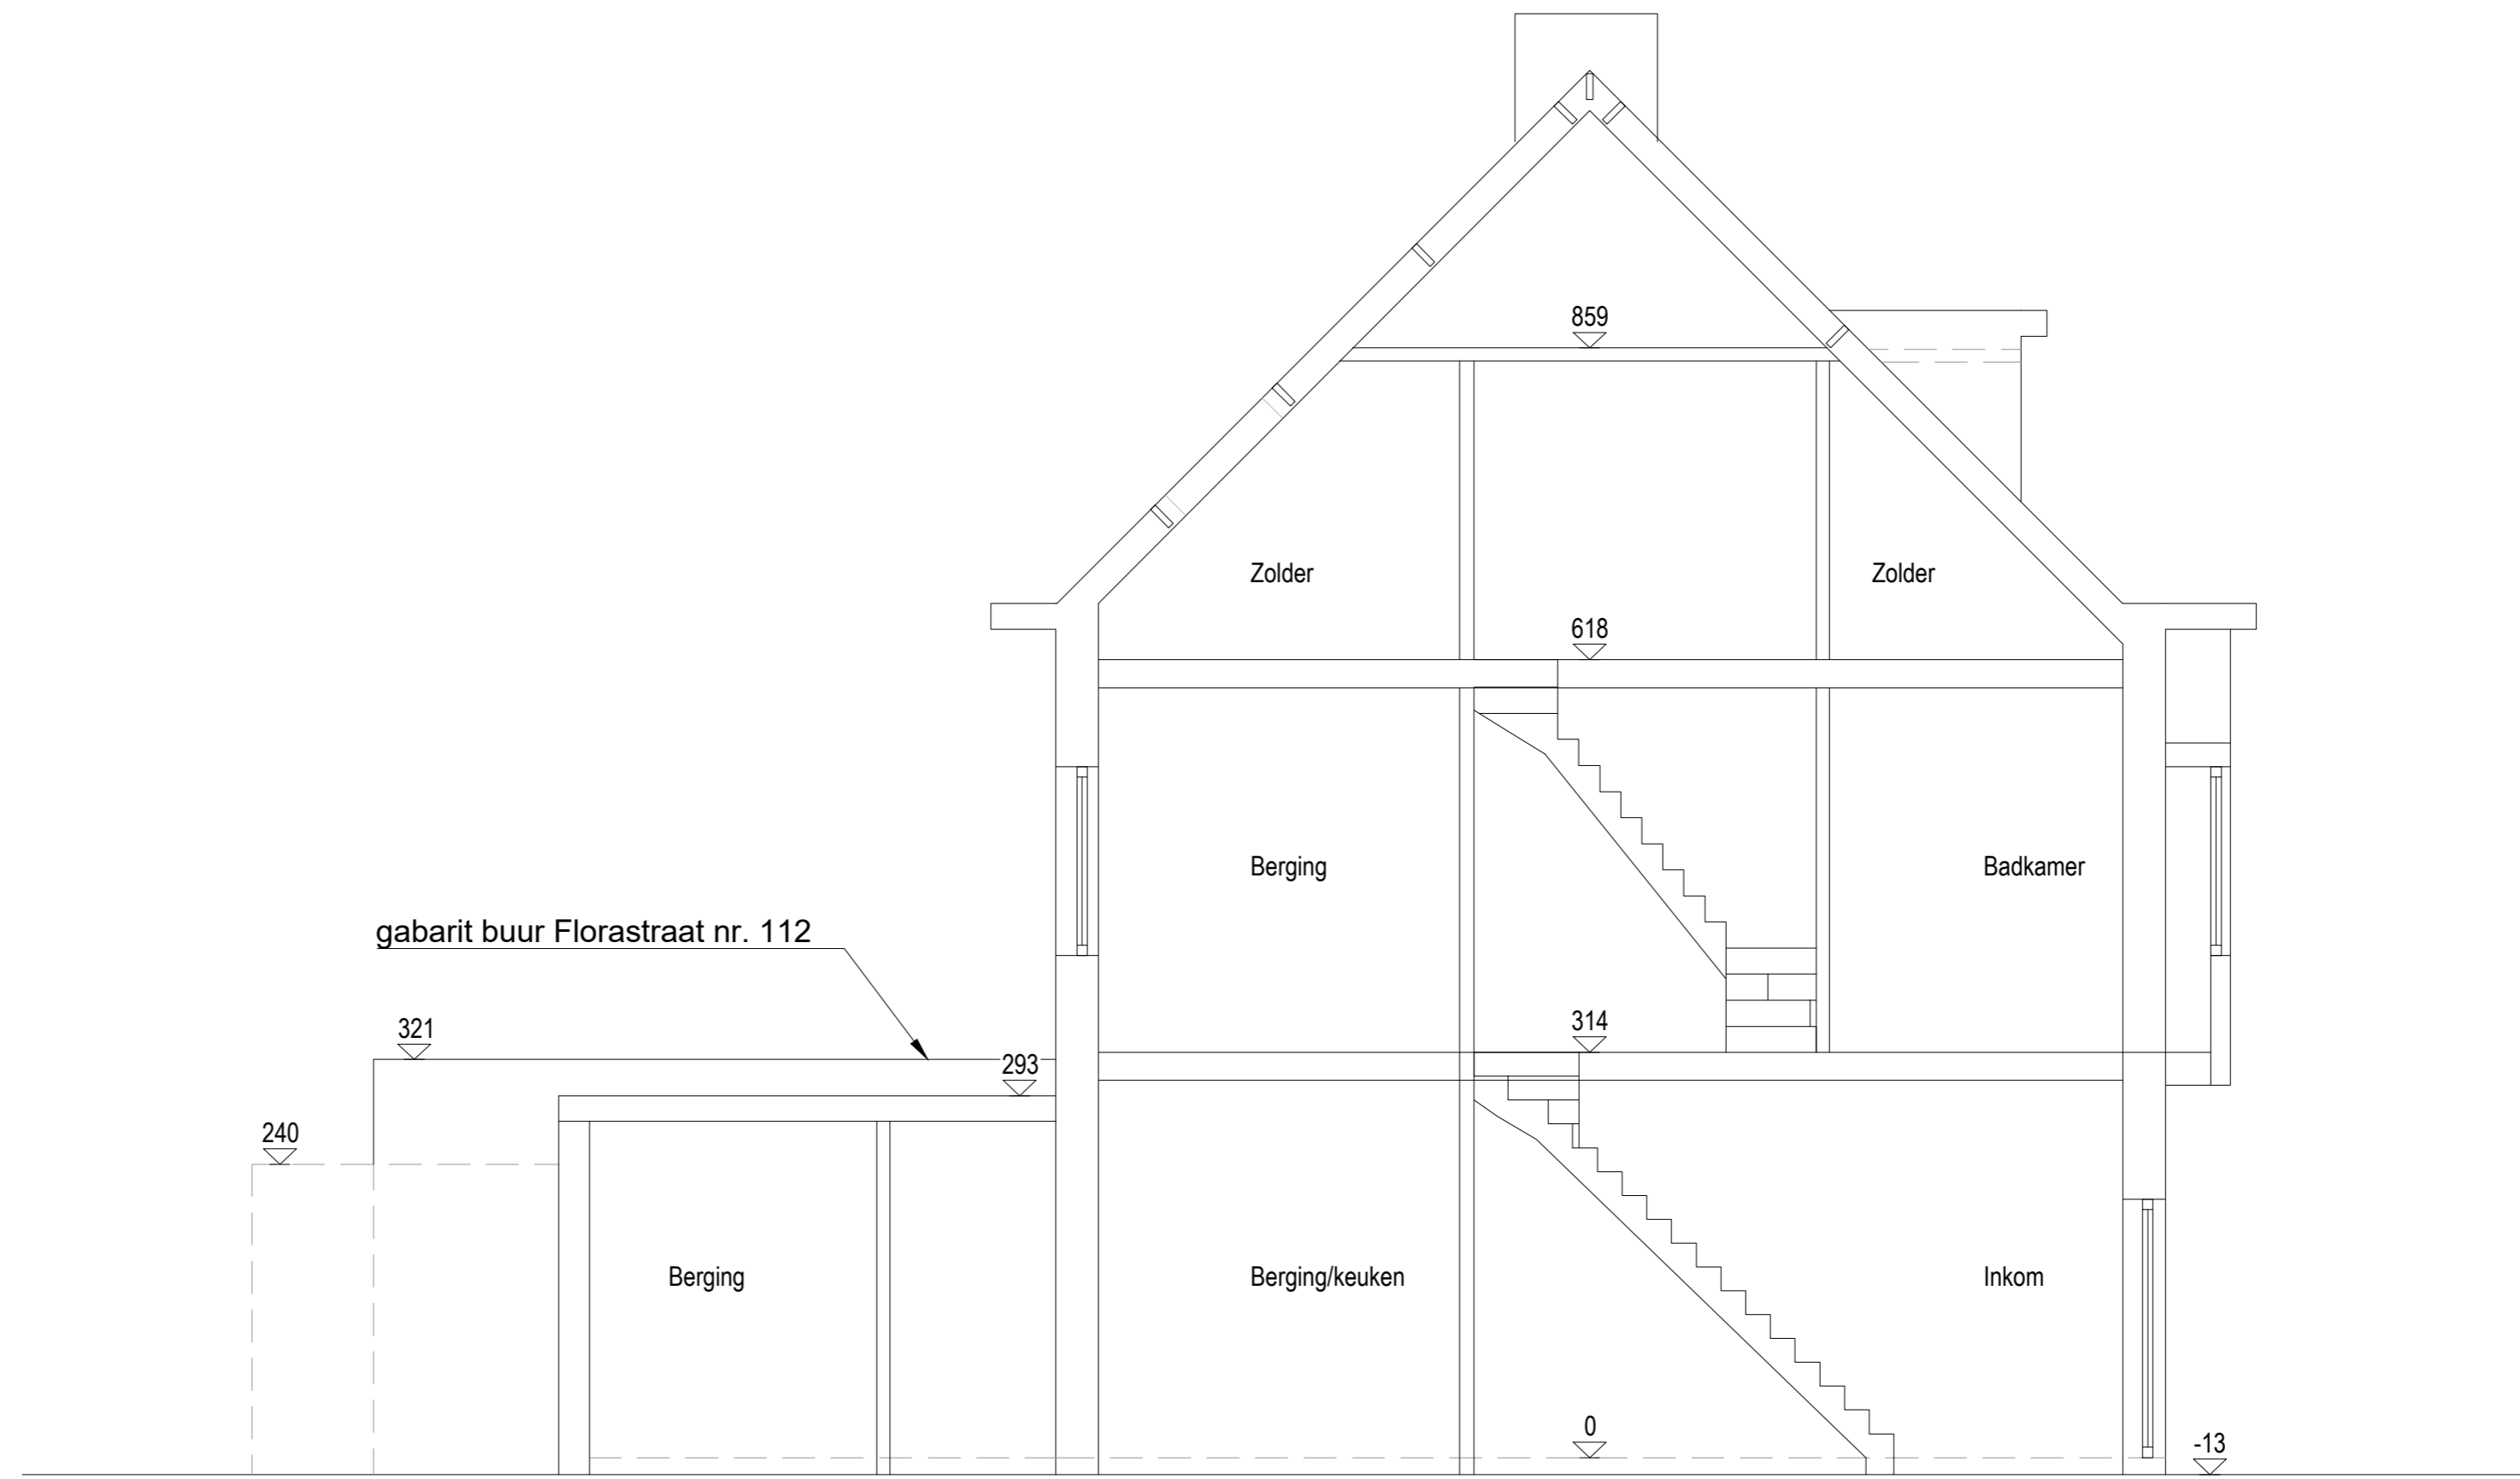 859
Zolder
Zolder
618
Berging
Badkamer
gabarit buur Florastraat nr. 112
321
314
293
240
Berging
Berging/keuken
Inkom
0
-13